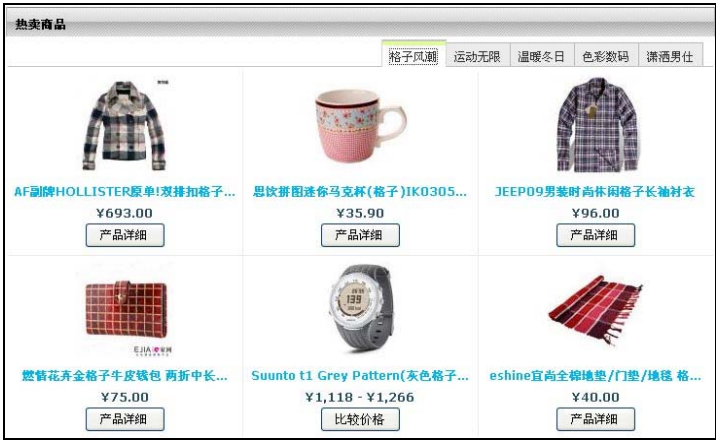 热卖商品
格子风潮 运动无限 温暖冬日 色彩数码 潇洒男仕
AF副牌HOLLISTER原单!双排扣格子...
思饮拼图迷你马克杯(格子)IK0305...
JEEP09男装时尚休闲格子长袖衬衣
¥693.00
¥35.90
¥96.00
产品详细
产品详细
产品详细
EJIA e家网
燃情花卉金格子牛皮钱包 两折中长...
Suunto t1 Grey Pattern(灰色格子...
eshine宜尚全棉地垫/门垫/地毯 格...
¥75.00
¥1,118 - ¥1,266
¥40.00
产品详细
比较价格
产品详细